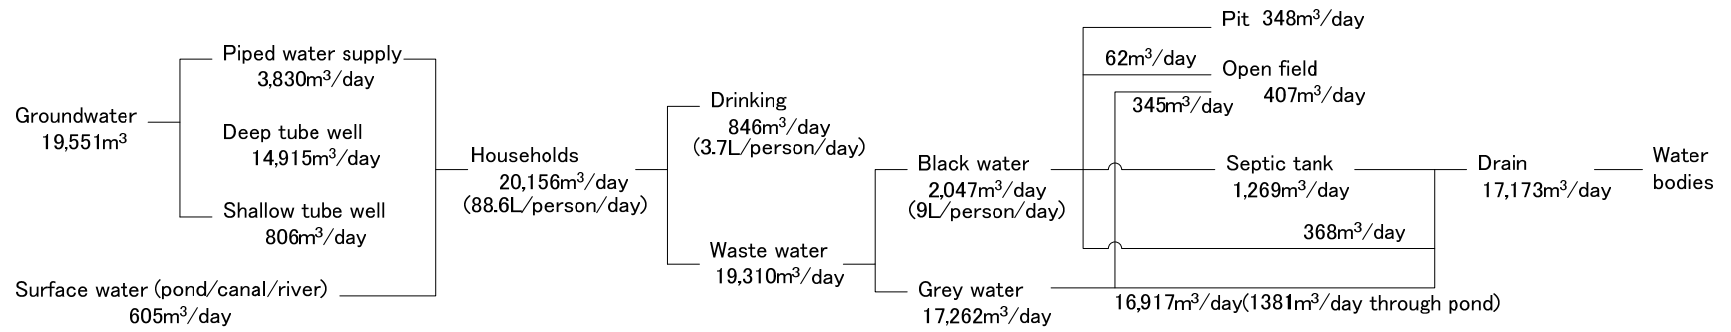 Groundwater
19,551m³
Piped water supply
3,830m³/day
Deep tube well
14,915m³/day
Shallow tube well
806m³/day
Surface water (pond/canal/river)
605m³/day
Households
20,156m³/day
(88.6L/person/day)
Drinking
846m³/day
(3.7L/person/day)
Waste water
19,310m³/day
Black water
2,047m³/day
(9L/person/day)
Grey water
17,262m³/day
Pit 348m³/day
62m³/day
Open field
407m³/day
345m³/day
Septic tank
1,269m³/day
368m³/day
16,917m³/day(1381m³/day through pond)
Drain
17,173m³/day
Water
bodies